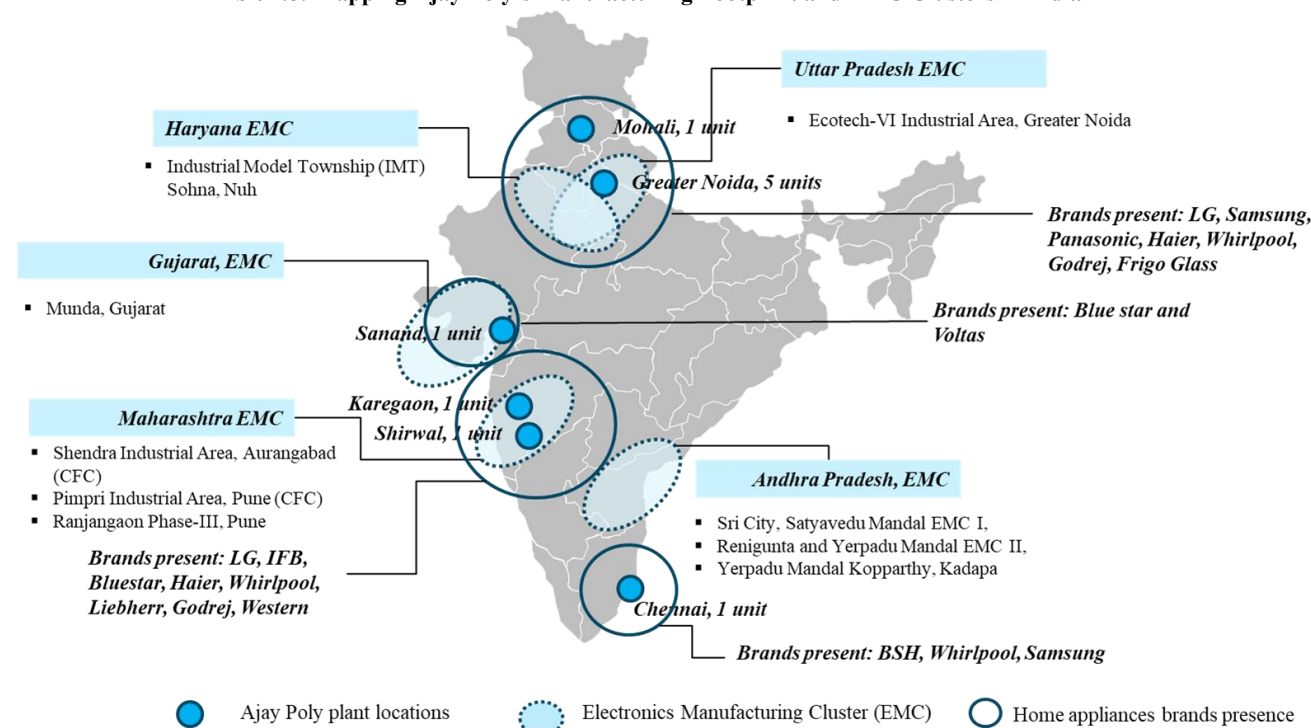 Uttar Pradesh EMC
▪ Ecotech-VI Industrial Area, Greater Noida
Haryana EMC
▪ Industrial Model Township (IMT)
Sohna, Nuh
Mohali, 1 unit
Greater Noida, 5 units
Brands present: LG, Samsung,
Panasonic, Haier, Whirlpool,
Godrej, Frigo Glass
Gujarat, EMC
▪ Munda, Gujarat
Brands present: Blue star and
Voltas
Sanand, 1 unit
Karegaon, 1 unit
Shirwal, 1 unit
Maharashtra EMC
▪ Shendra Industrial Area, Aurangabad
(CFC)
▪ Pimpri Industrial Area, Pune (CFC)
▪ Ranjangaon Phase-III, Pune
Brands present: LG, IFB,
Bluestar, Haier, Whirlpool,
Liebherr, Godrej, Western
Andhra Pradesh, EMC
▪ Sri City, Satyavedu Mandal EMC I,
▪ Renigunta and Yerpadu Mandal EMC II,
▪ Yerpadu Mandal Kopparthy, Kadapa
Chennai, 1 unit
Brands present: BSH, Whirlpool, Samsung
Ajay Poly plant locations
Electronics Manufacturing Cluster (EMC)
Home appliances brands presence